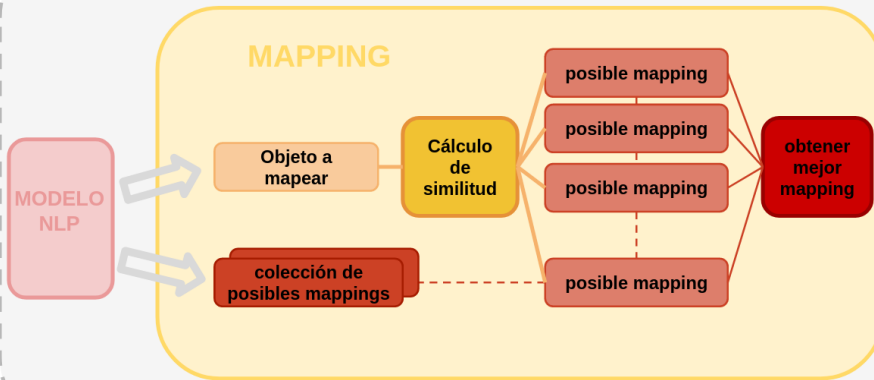 MAPPING
MODELO
NLP
Objeto a
mapear
colección de
posibles mappings
Cálculo
de
similitud
posible mapping
posible mapping
posible mapping
posible mapping
obtener
mejor
mapping